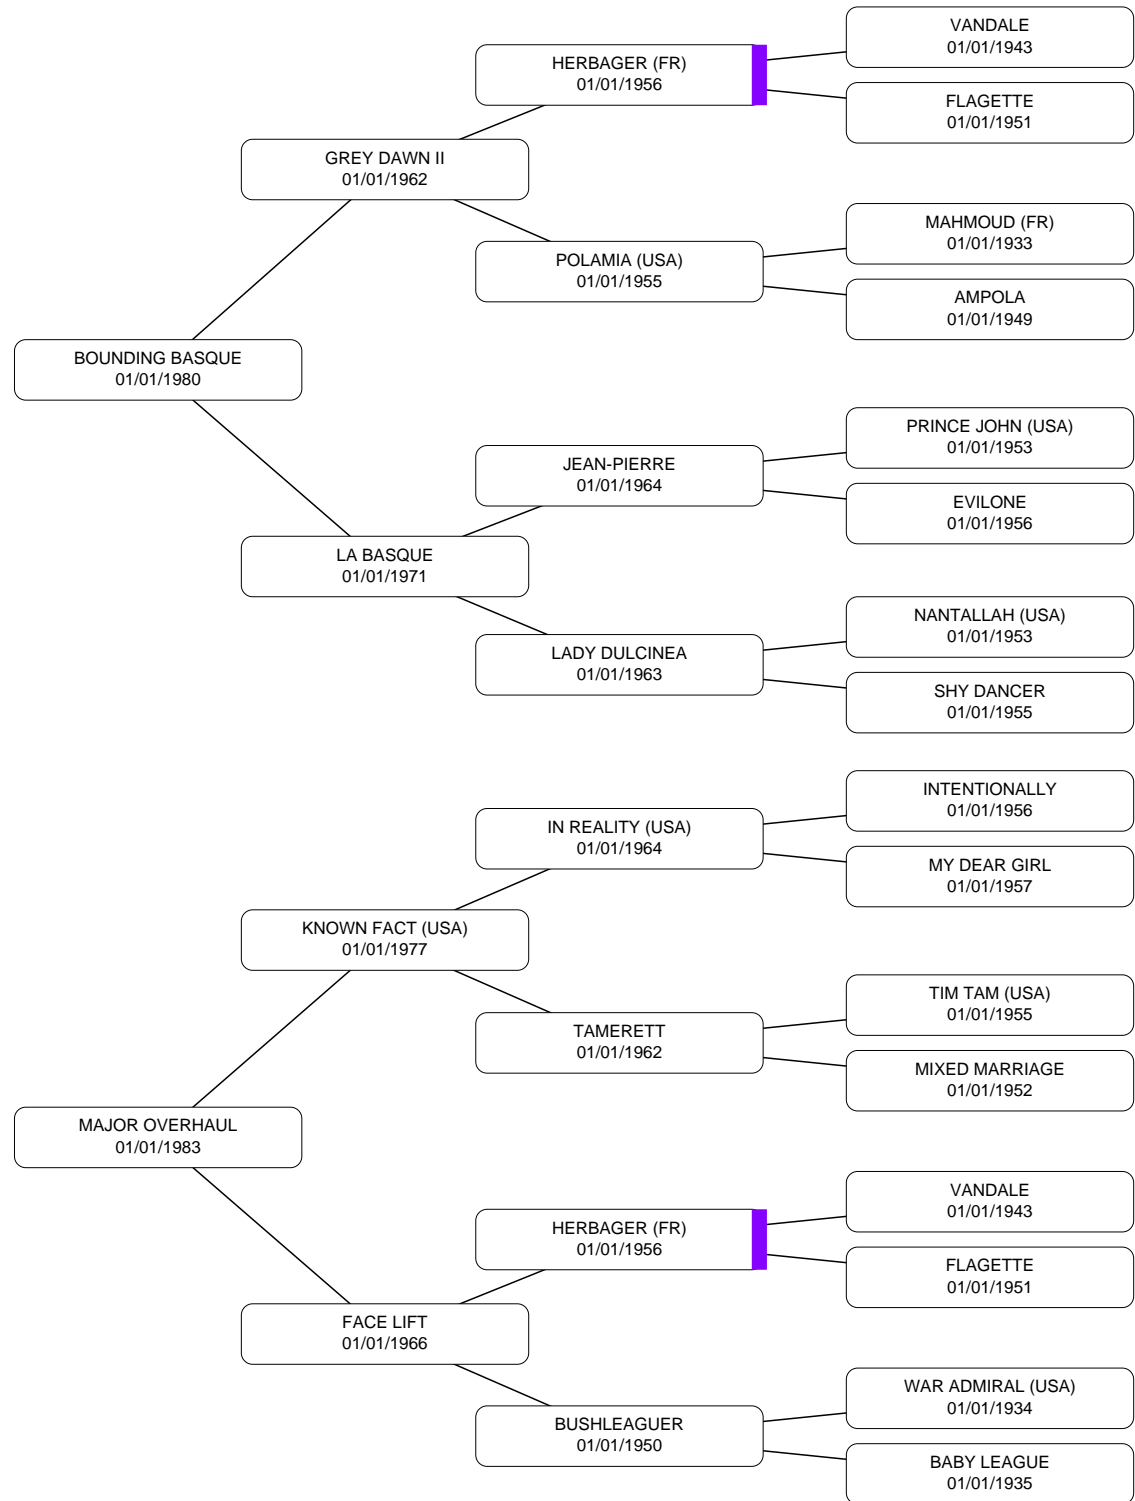 VANDALE
01/01/1943
HERBAGER (FR)
01/01/1956
FLAGETTE
01/01/1951
GREY DAWN II
01/01/1962
MAHMOUD (FR)
01/01/1933
POLAMIA (USA)
01/01/1955
AMPOLA
01/01/1949
BOUNDING BASQUE
01/01/1980
PRINCE JOHN (USA)
01/01/1953
JEAN-PIERRE
01/01/1964
EVILONE
01/01/1956
LA BASQUE
01/01/1971
NANTALLAH (USA)
01/01/1953
LADY DULCINEA
01/01/1963
SHY DANCER
01/01/1955
INTENTIONALLY
01/01/1956
IN REALITY (USA)
01/01/1964
MY DEAR GIRL
01/01/1957
KNOWN FACT (USA)
01/01/1977
TIM TAM (USA)
01/01/1955
TAMERETT
01/01/1962
MIXED MARRIAGE
01/01/1952
MAJOR OVERHAUL
01/01/1983
VANDALE
01/01/1943
HERBAGER (FR)
01/01/1956
FLAGETTE
01/01/1951
FACE LIFT
01/01/1966
WAR ADMIRAL (USA)
01/01/1934
BUSHLEAGUER
01/01/1950
BABY LEAGUE
01/01/1935